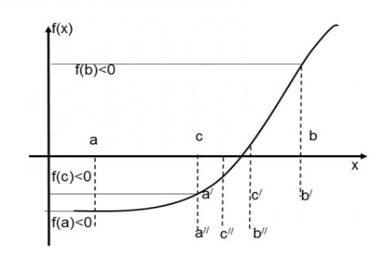 f(x)
f(b)<0
a c b
x
f(c)<0
a/ c/ b/
f(a)<0
a// c// b//